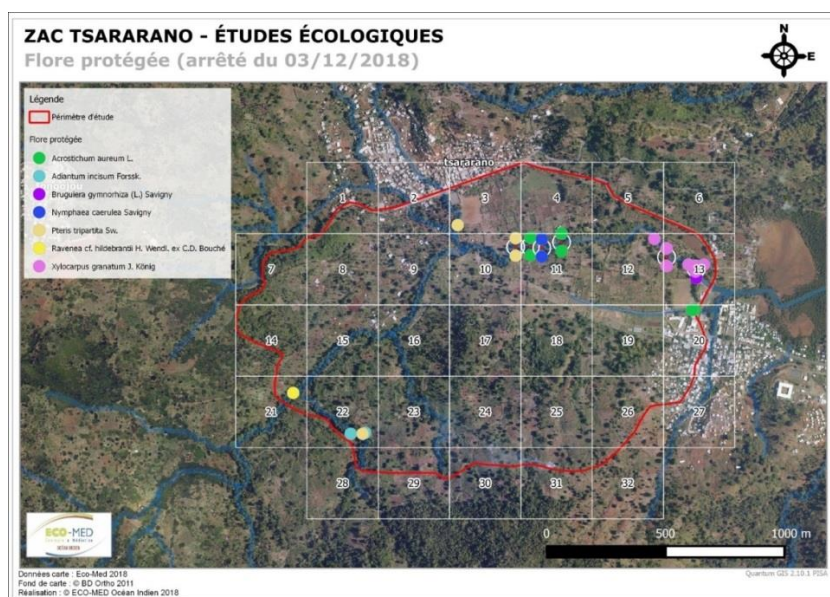 ZAC TSARARANO - ÉTUDES ÉCOLOGIQUES
Flore protégée (arrêté du 03/12/2018)
N
E
Légende
Périmètre d'étude
Flore protégée
Acrostichum aureum L.
Adiantum incisum Forssk.
Bruguiera gymnorhiza (L.) Savigny
Nymphaea caerulea Savigny
Pteris tripartita Sw.
Ravenea cf. hildebrandii H. Wendl. ex C.D. Bouché
Xylocarpus granatum J. König
tsararano
1
2
3
4
5
6
7
8
9
10
11
12
13
14
15
16
17
18
19
20
21
22
23
24
25
26
27
28
29
30
31
32
ECO-MED
OCÉAN INDIEN
0
500
1000 m
Données carte : Eco-Med 2018
Fond de carte : © BD Ortho 2011
Réalisation : © ECO-MED Océan Indien 2018
Quantum GIS 2.18.1 PISA